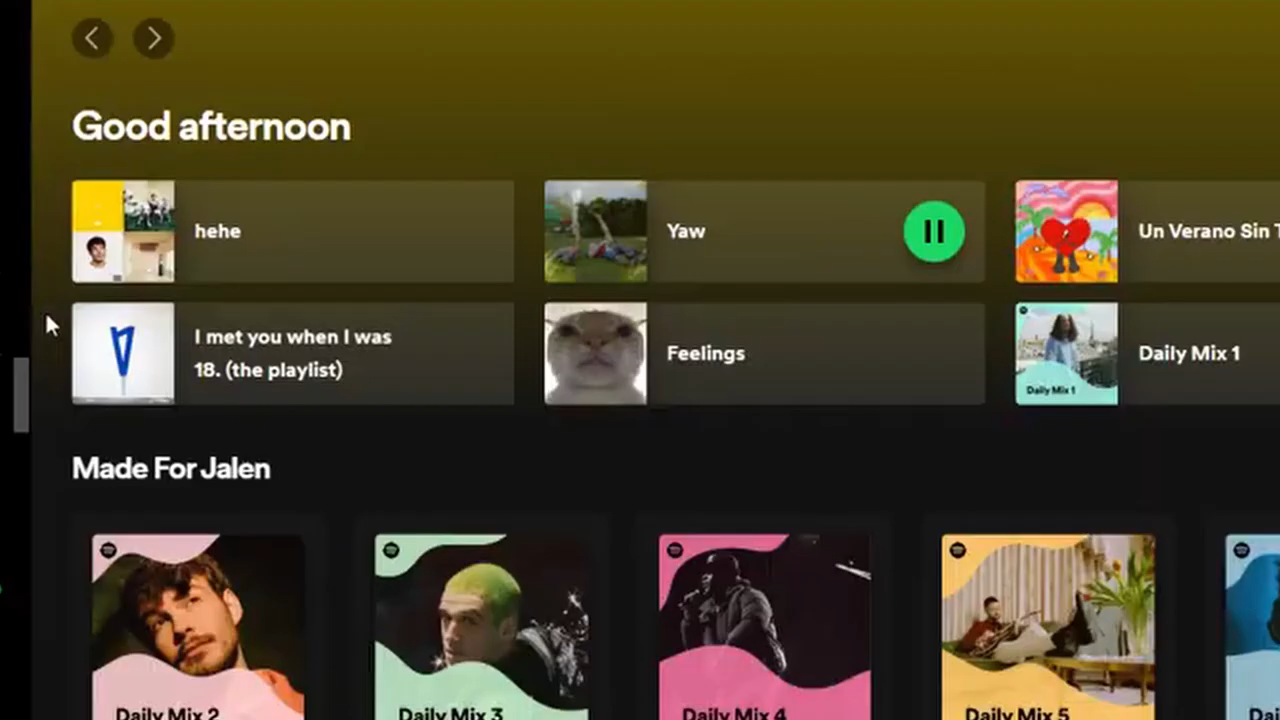 Good afternoon
hehe
Yaw
Un Verano Sin
I met you when I was
18. (the playlist)
Feelings
Daily Mix 1
Daily Mix 1
Made For Jalen
Daily Mix 2
Daily Mix 3
Daily Mix 4
Daily Mix 5